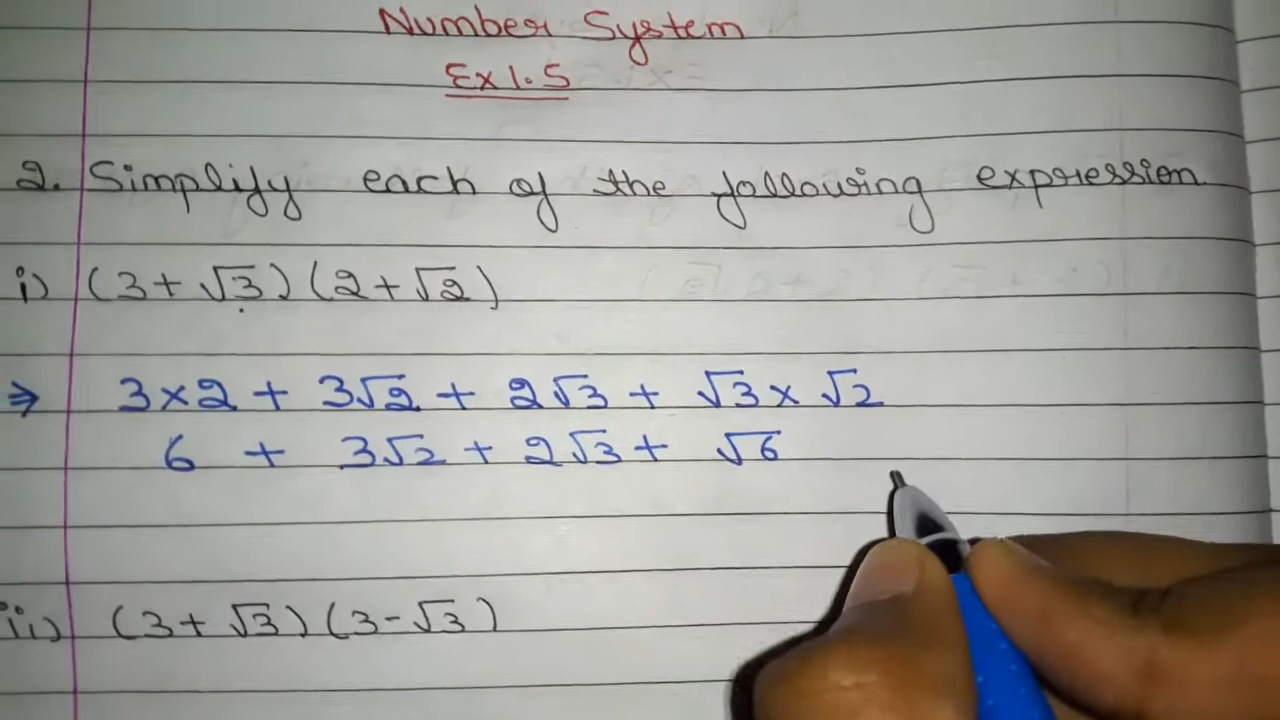 Number System
Ex 1.5
2. Simplify each of the following expression
i) (3 + √3) (2 + √2)
⇒ 3 × 2 + 3√2 + 2√3 + √3 × √2
6 + 3√2 + 2√3 + √6
ii) (3 + √3) (3 - √3)